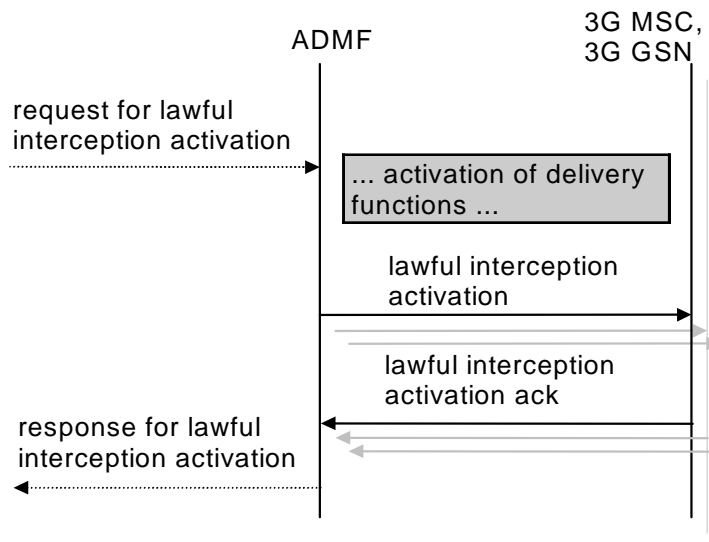 ADMF
3G MSC,
3G GSN
request for lawful
interception activation
... activation of delivery
functions ...
lawful interception
activation
lawful interception
activation ack
response for lawful
interception activation